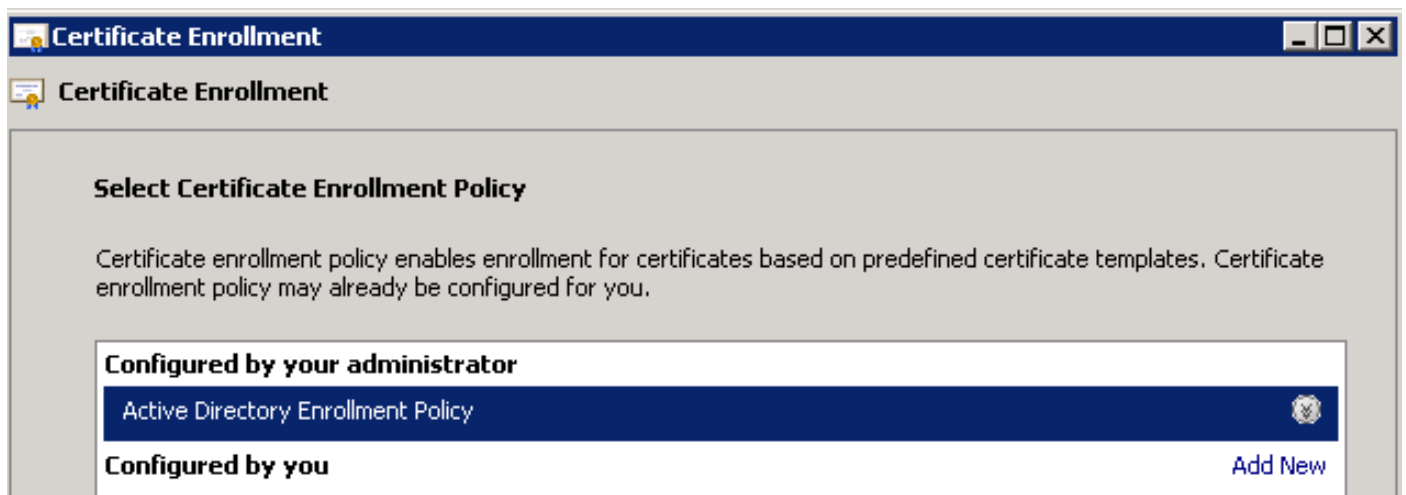 Certificate Enrollment
Certificate Enrollment
Select Certificate Enrollment Policy
Certificate enrollment policy enables enrollment for certificates based on predefined certificate templates. Certificate
enrollment policy may already be configured for you.
Configured by your administrator
Active Directory Enrollment Policy
Configured by you Add New